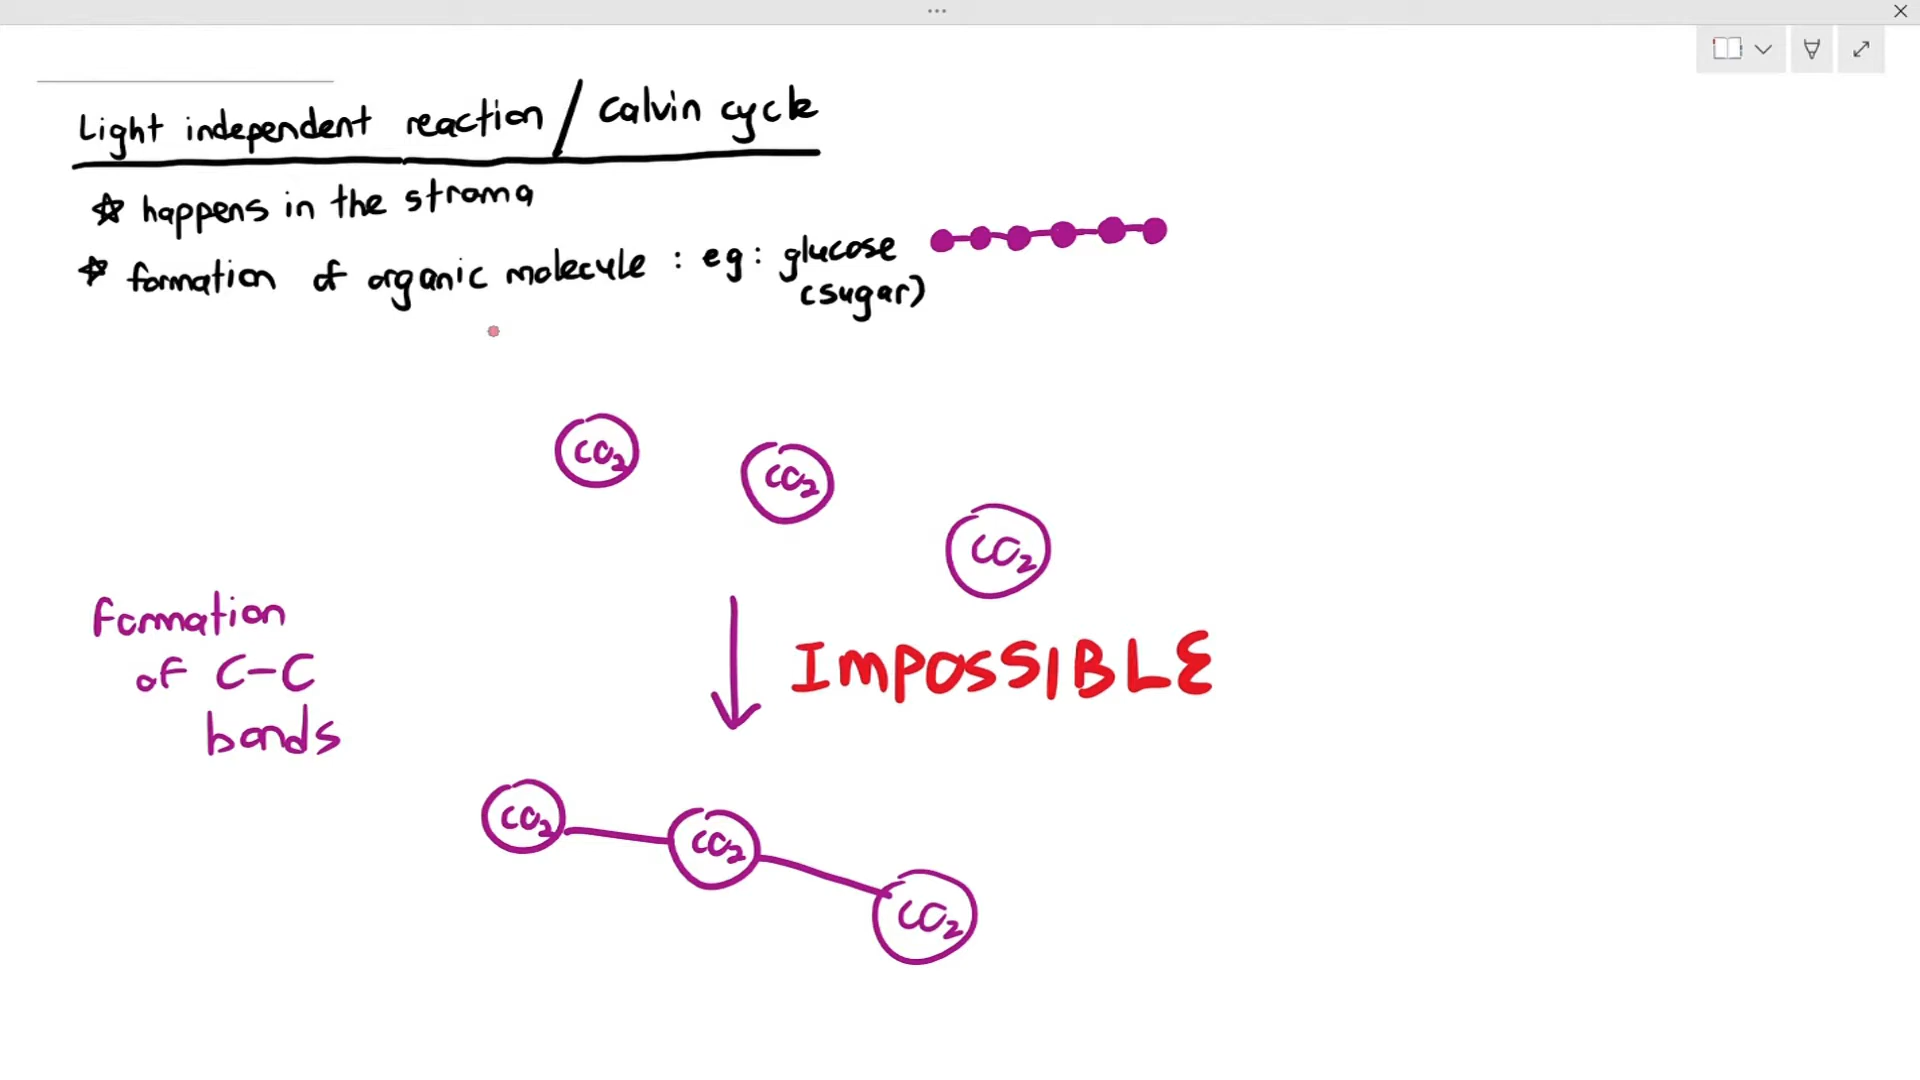 Light independent reaction / Calvin cycle
☆ happens in the stroma
☆ formation of organic molecule : eg : glucose
(sugar)
CO₂
CO₂
CO₂
Formation
of C-C
bonds
IMPOSSIBLE
CO₂
CO₂
CO₂